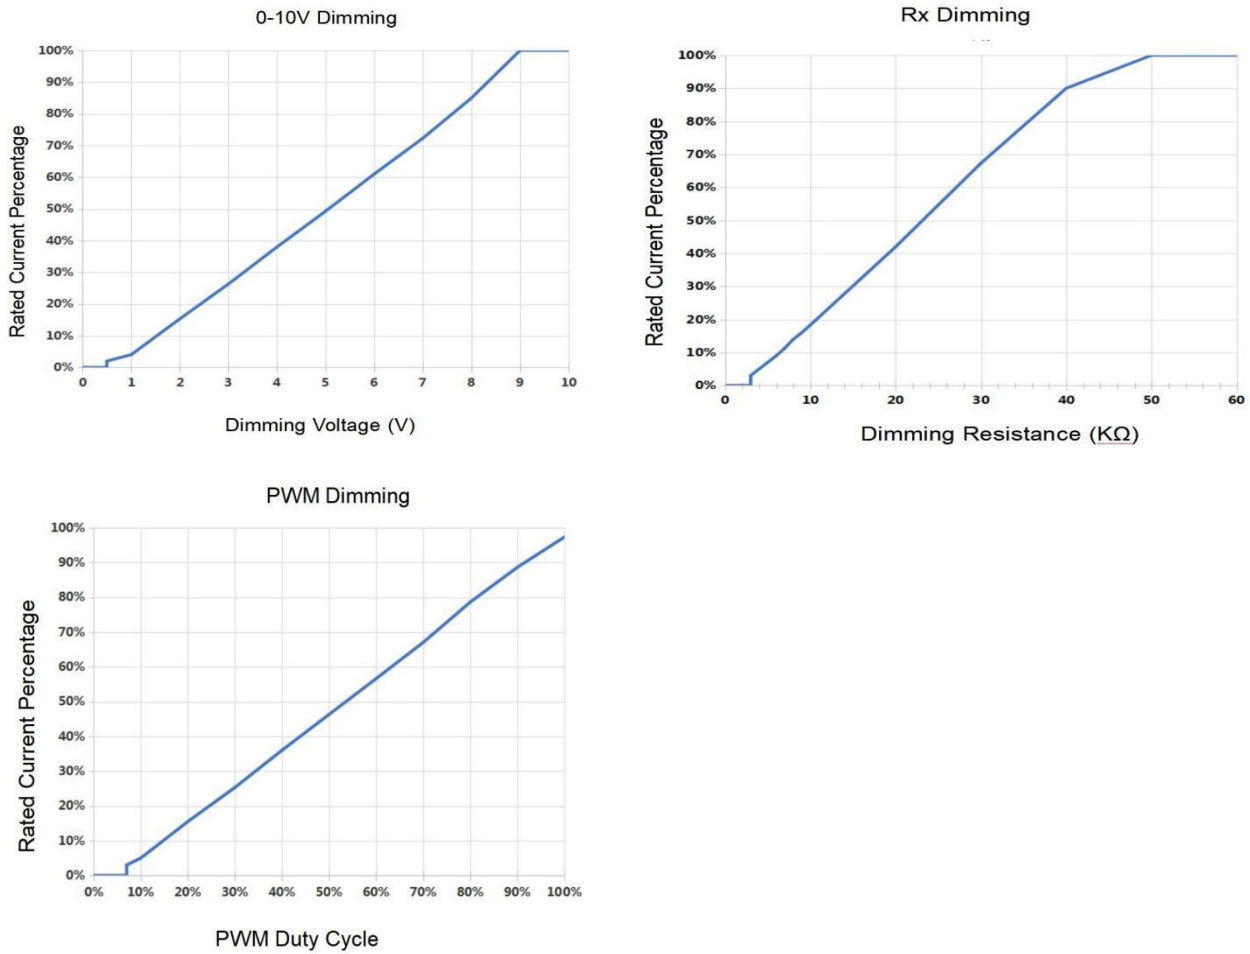 0-10V Dimming
100%
90%
80%
70%
60%
50%
40%
30%
20%
10%
0%
0 1 2 3 4 5 6 7 8 9 10
Rated Current Percentage
Dimming Voltage (V)
Rx Dimming
100%
90%
80%
70%
60%
50%
40%
30%
20%
10%
0%
0 10 20 30 40 50 60
Rated Current Percentage
Dimming Resistance (KΩ)
PWM Dimming
100%
90%
80%
70%
60%
50%
40%
30%
20%
10%
0%
0% 10% 20% 30% 40% 50% 60% 70% 80% 90% 100%
Rated Current Percentage
PWM Duty Cycle